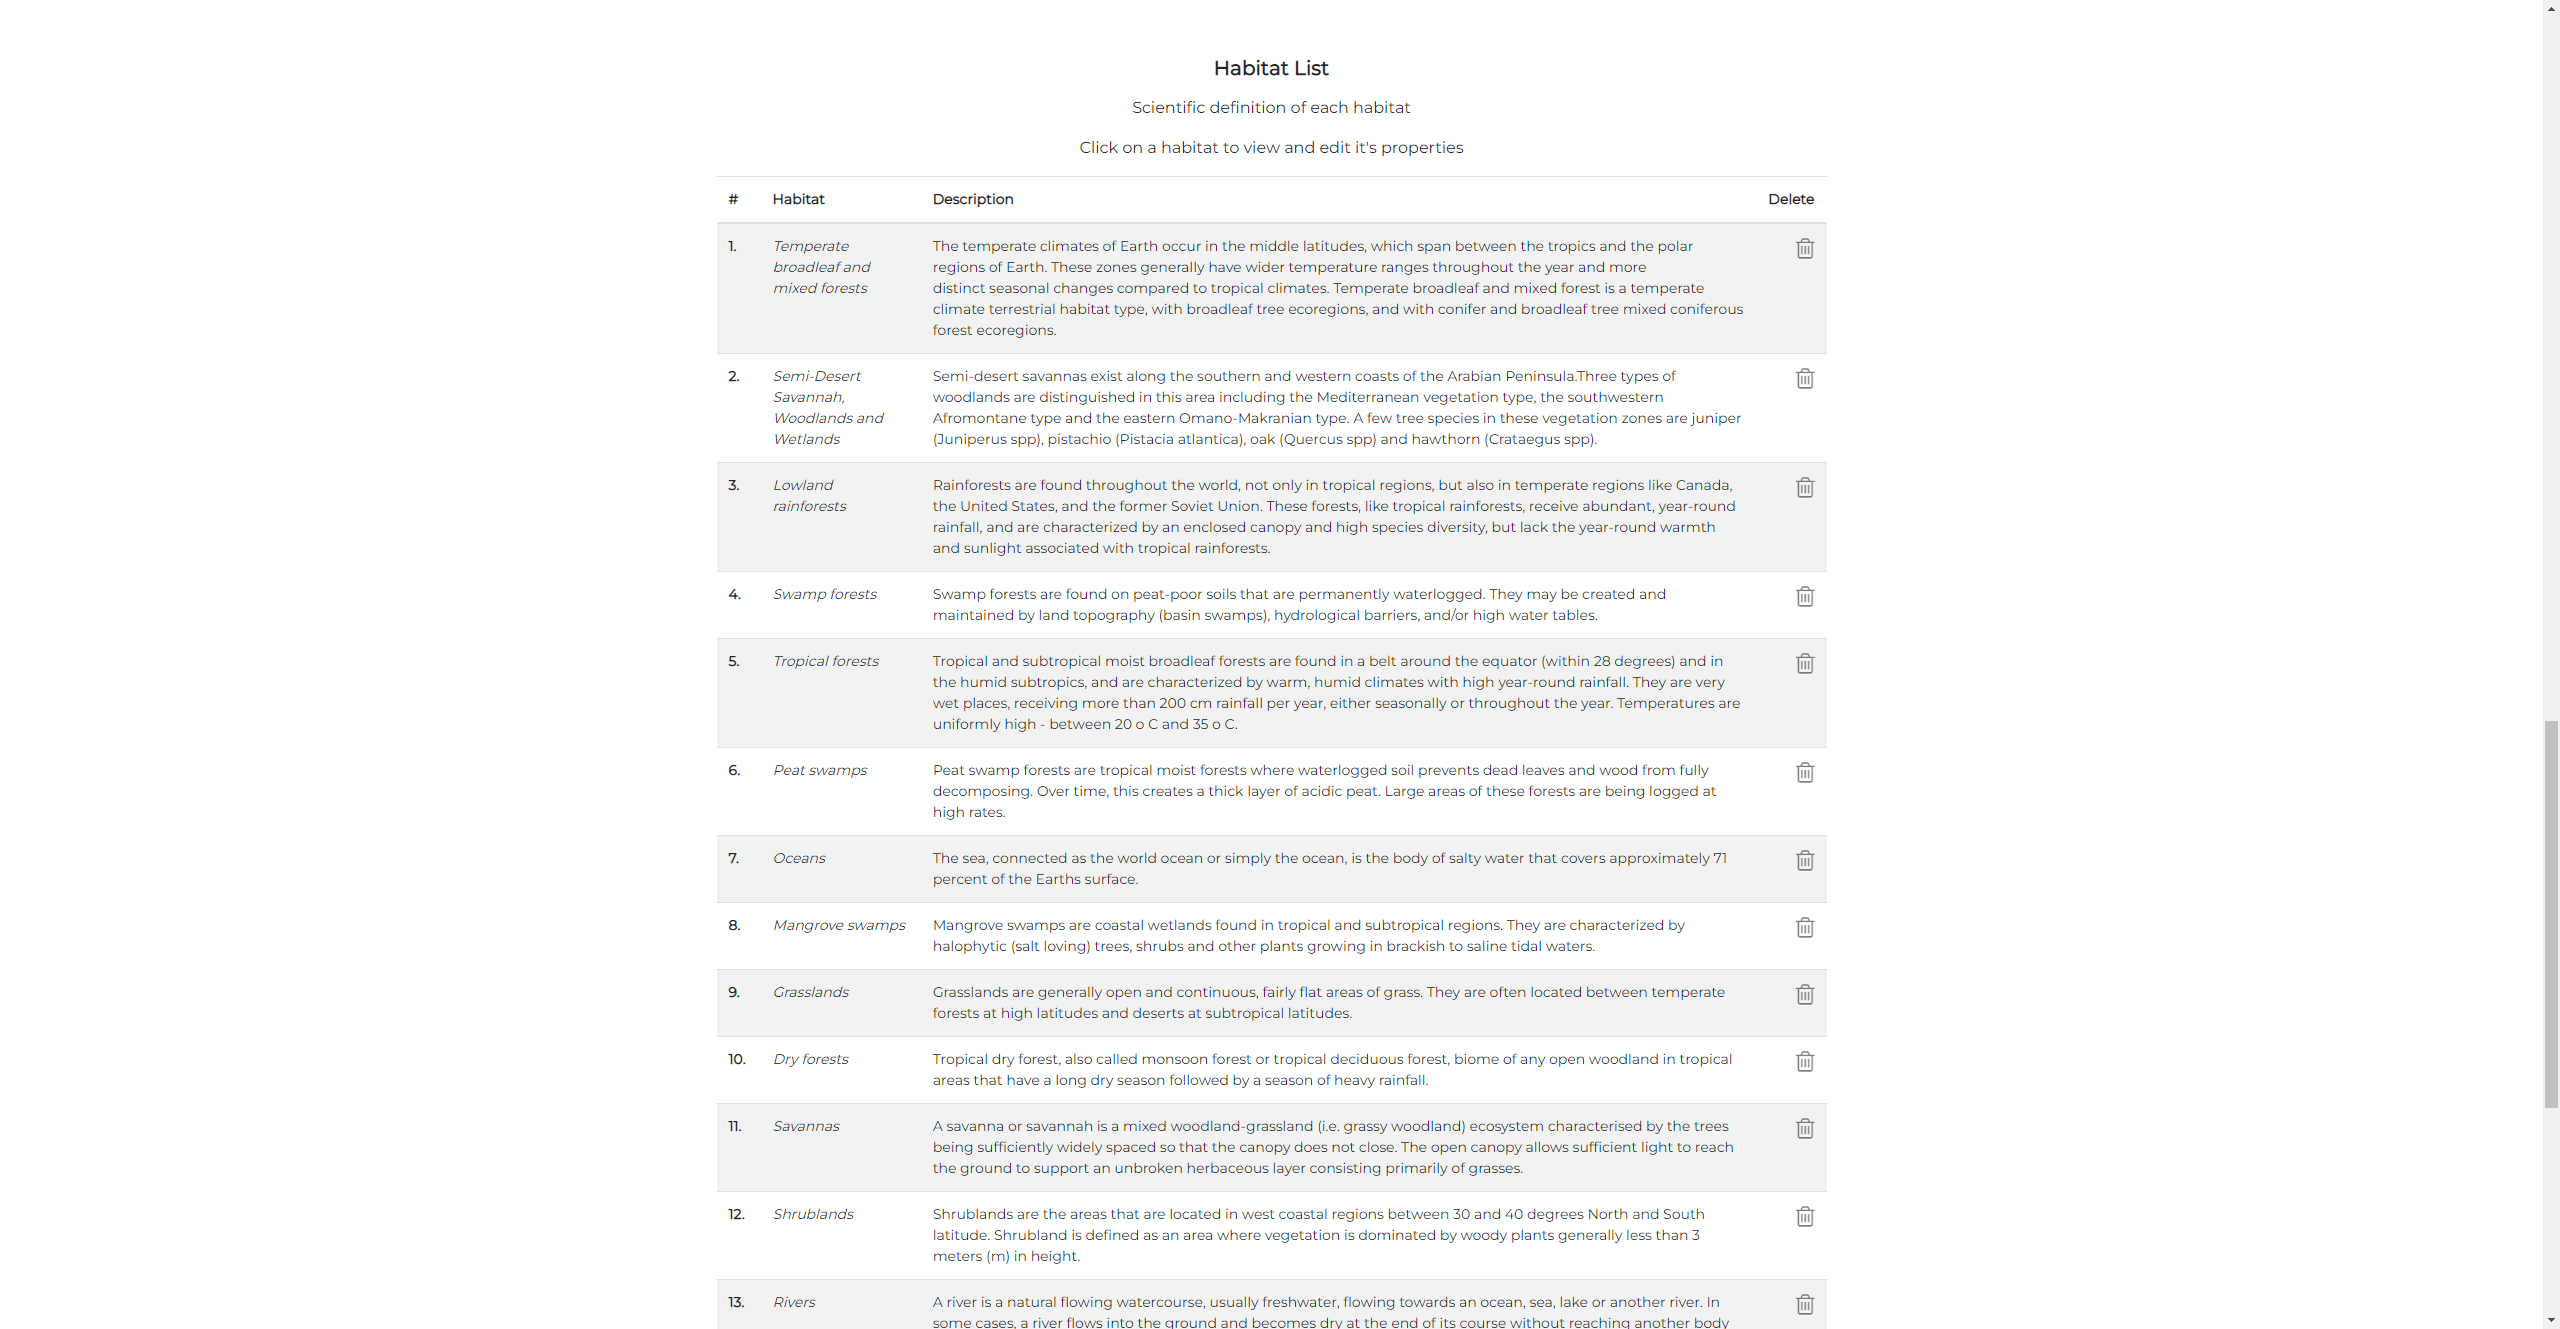 Habitat List
Scientific definition of each habitat
Click on a habitat to view and edit it's properties
# Habitat Description Delete
1. Temperate broadleaf and mixed forests
The temperate climates of Earth occur in the middle latitudes, which span between the tropics and the polar
regions of Earth. These zones generally have wider temperature ranges throughout the year and more
distinct seasonal changes compared to tropical climates. Temperate broadleaf and mixed forest is a temperate
climate terrestrial habitat type, with broadleaf tree ecoregions, and with conifer and broadleaf tree mixed coniferous
forest ecoregions.
2. Semi-Desert Savannah, Woodlands and Wetlands
Semi-desert savannas exist along the southern and western coasts of the Arabian Peninsula.Three types of
woodlands are distinguished in this area including the Mediterranean vegetation type, the southwestern
Afromontane type and the eastern Omano-Makranian type. A few tree species in these vegetation zones are juniper
(Juniperus spp), pistachio (Pistacia atlantica), oak (Quercus spp) and hawthorn (Crataegus spp).
3. Lowland rainforests
Rainforests are found throughout the world, not only in tropical regions, but also in temperate regions like Canada,
the United States, and the former Soviet Union. These forests, like tropical rainforests, receive abundant, year-round
rainfall, and are characterized by an enclosed canopy and high species diversity, but lack the year-round warmth
and sunlight associated with tropical rainforests.
4. Swamp forests
Swamp forests are found on peat-poor soils that are permanently waterlogged. They may be created and
maintained by land topography (basin swamps), hydrological barriers, and/or high water tables.
5. Tropical forests
Tropical and subtropical moist broadleaf forests are found in a belt around the equator (within 28 degrees) and in
the humid subtropics, and are characterized by warm, humid climates with high year-round rainfall. They are very
wet places, receiving more than 200 cm rainfall per year, either seasonally or throughout the year. Temperatures are
uniformly high - between 20 o C and 35 o C.
6. Peat swamps
Peat swamp forests are tropical moist forests where waterlogged soil prevents dead leaves and wood from fully
decomposing. Over time, this creates a thick layer of acidic peat. Large areas of these forests are being logged at
high rates.
7. Oceans
The sea, connected as the world ocean or simply the ocean, is the body of salty water that covers approximately 71
percent of the Earths surface.
8. Mangrove swamps
Mangrove swamps are coastal wetlands found in tropical and subtropical regions. They are characterized by
halophytic (salt loving) trees, shrubs and other plants growing in brackish to saline tidal waters.
9. Grasslands
Grasslands are generally open and continuous, fairly flat areas of grass. They are often located between temperate
forests at high latitudes and deserts at subtropical latitudes.
10. Dry forests
Tropical dry forest, also called monsoon forest or tropical deciduous forest, biome of any open woodland in tropical
areas that have a long dry season followed by a season of heavy rainfall.
11. Savannas
A savanna or savannah is a mixed woodland-grassland (i.e. grassy woodland) ecosystem characterised by the trees
being sufficiently widely spaced so that the canopy does not close. The open canopy allows sufficient light to reach
the ground to support an unbroken herbaceous layer consisting primarily of grasses.
12. Shrublands
Shrublands are the areas that are located in west coastal regions between 30 and 40 degrees North and South
latitude. Shrubland is defined as an area where vegetation is dominated by woody plants generally less than 3
meters (m) in height.
13. Rivers
A river is a natural flowing watercourse, usually freshwater, flowing towards an ocean, sea, lake or another river. In
some cases, a river flows into the ground and becomes dry at the end of its course without reaching another body